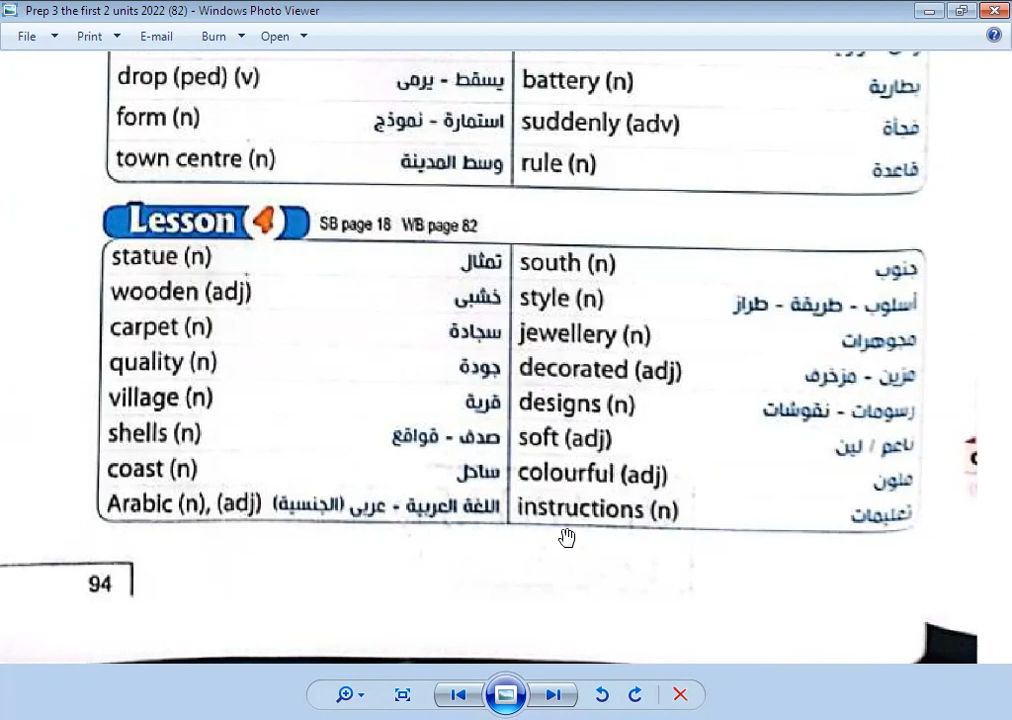 Prep 3 the first 2 units 2022 (82) - Windows Photo Viewer
File Print E-mail Burn Open
drop (ped) (v) يسقط - يرمى battery (n) بطارية
form (n) استمارة - نموذج suddenly (adv) فجأة
town centre (n) وسط المدينة rule (n) قاعدة
Lesson (4) SB page 18 WB page 82
statue (n) تمثال south (n) جنوب
wooden (adj) خشبى style (n) أسلوب - طريقة - طراز
carpet (n) سجادة jewellery (n) مجوهرات
quality (n) جودة decorated (adj) مزين - مزخرف
village (n) قرية designs (n) رسومات - نقوشات
shells (n) صدف - قواقع soft (adj) ناعم / لين
coast (n) ساحل colourful (adj) ملون
Arabic (n), (adj) اللغة العربية - عربى (الجنسية) instructions (n) تعليمات
94